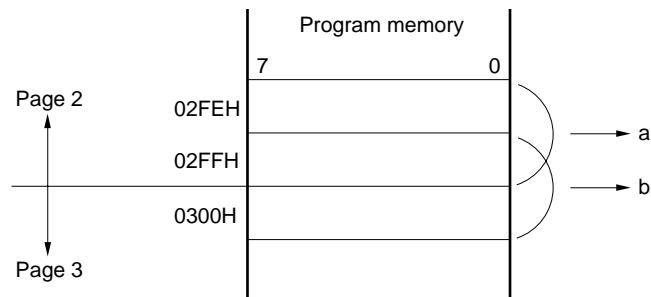 Program memory
7 0
Page 2
02FEH
a
02FFH
b
0300H
Page 3